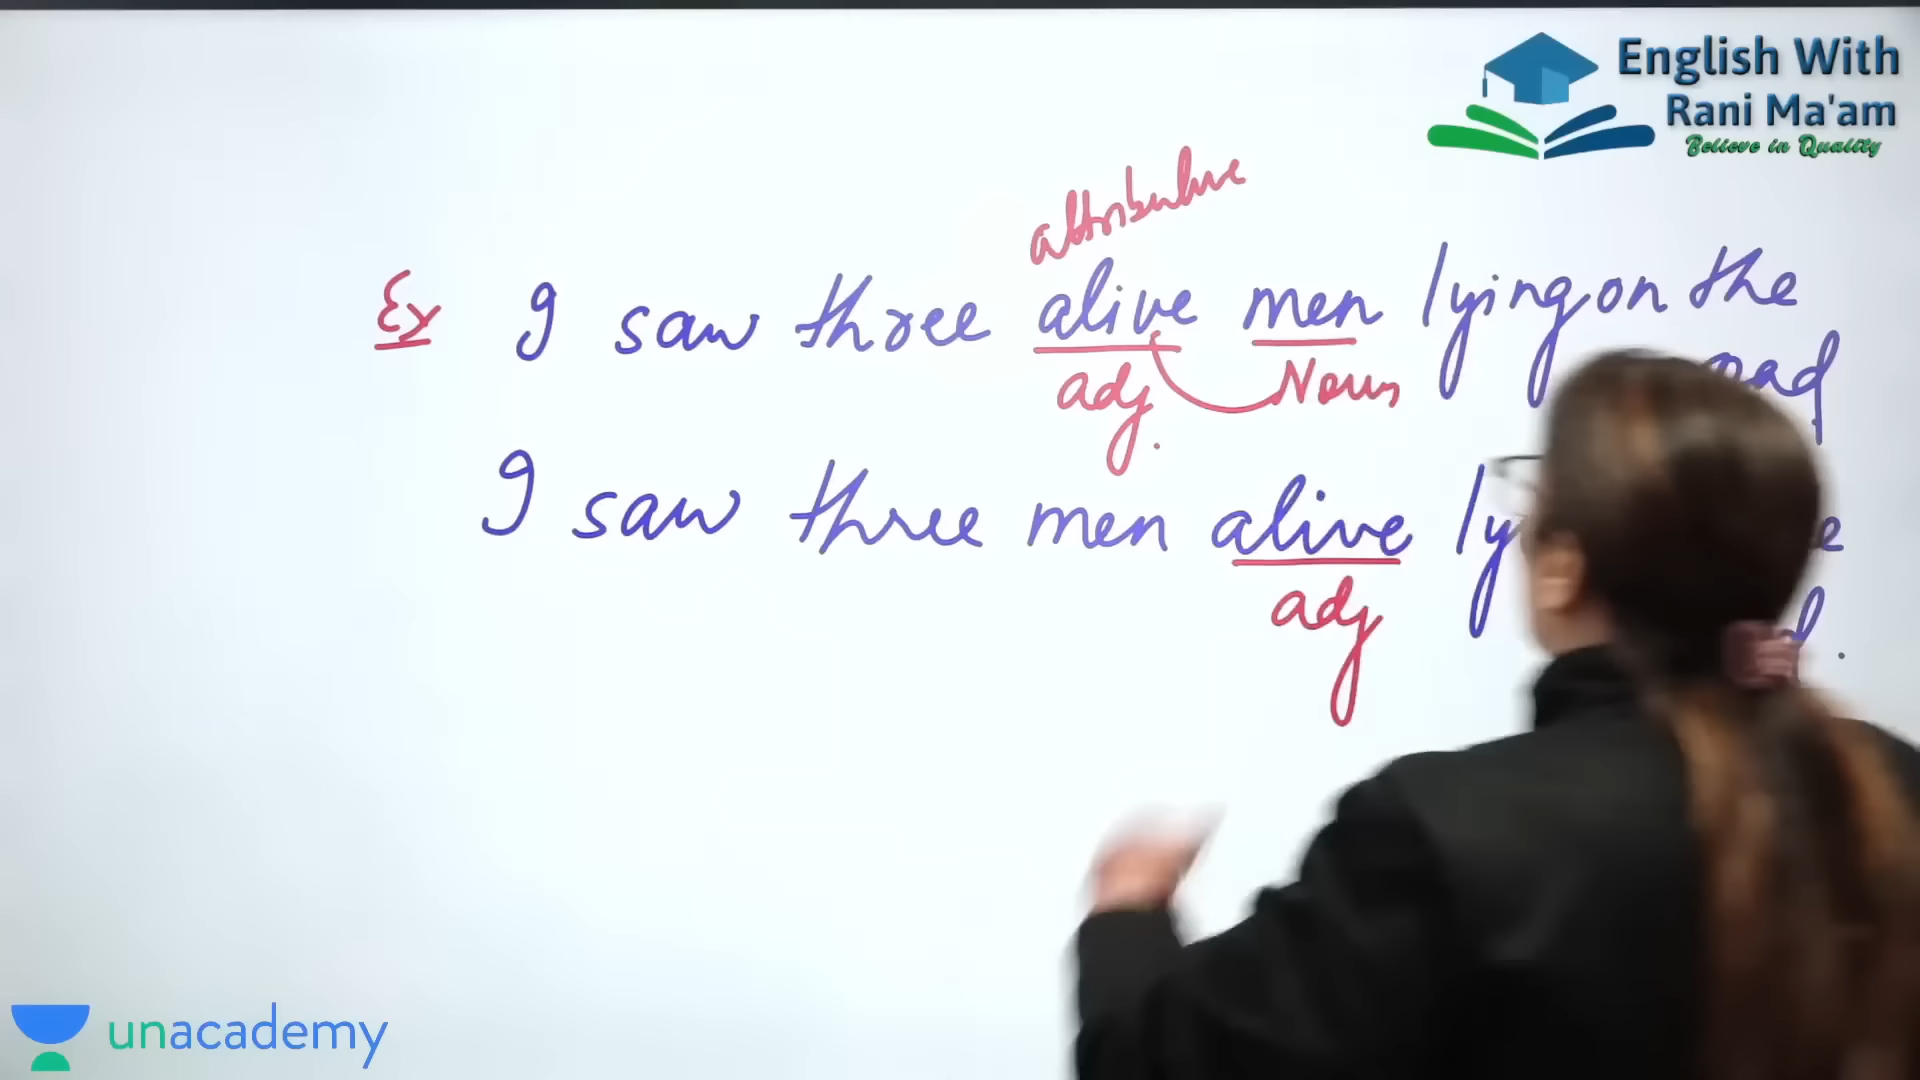 English With
Rani Ma'am
Believe in Quality
attributive
Ex I saw three alive men lying on the
adj. Noun
I saw three men alive
adj
unacademy